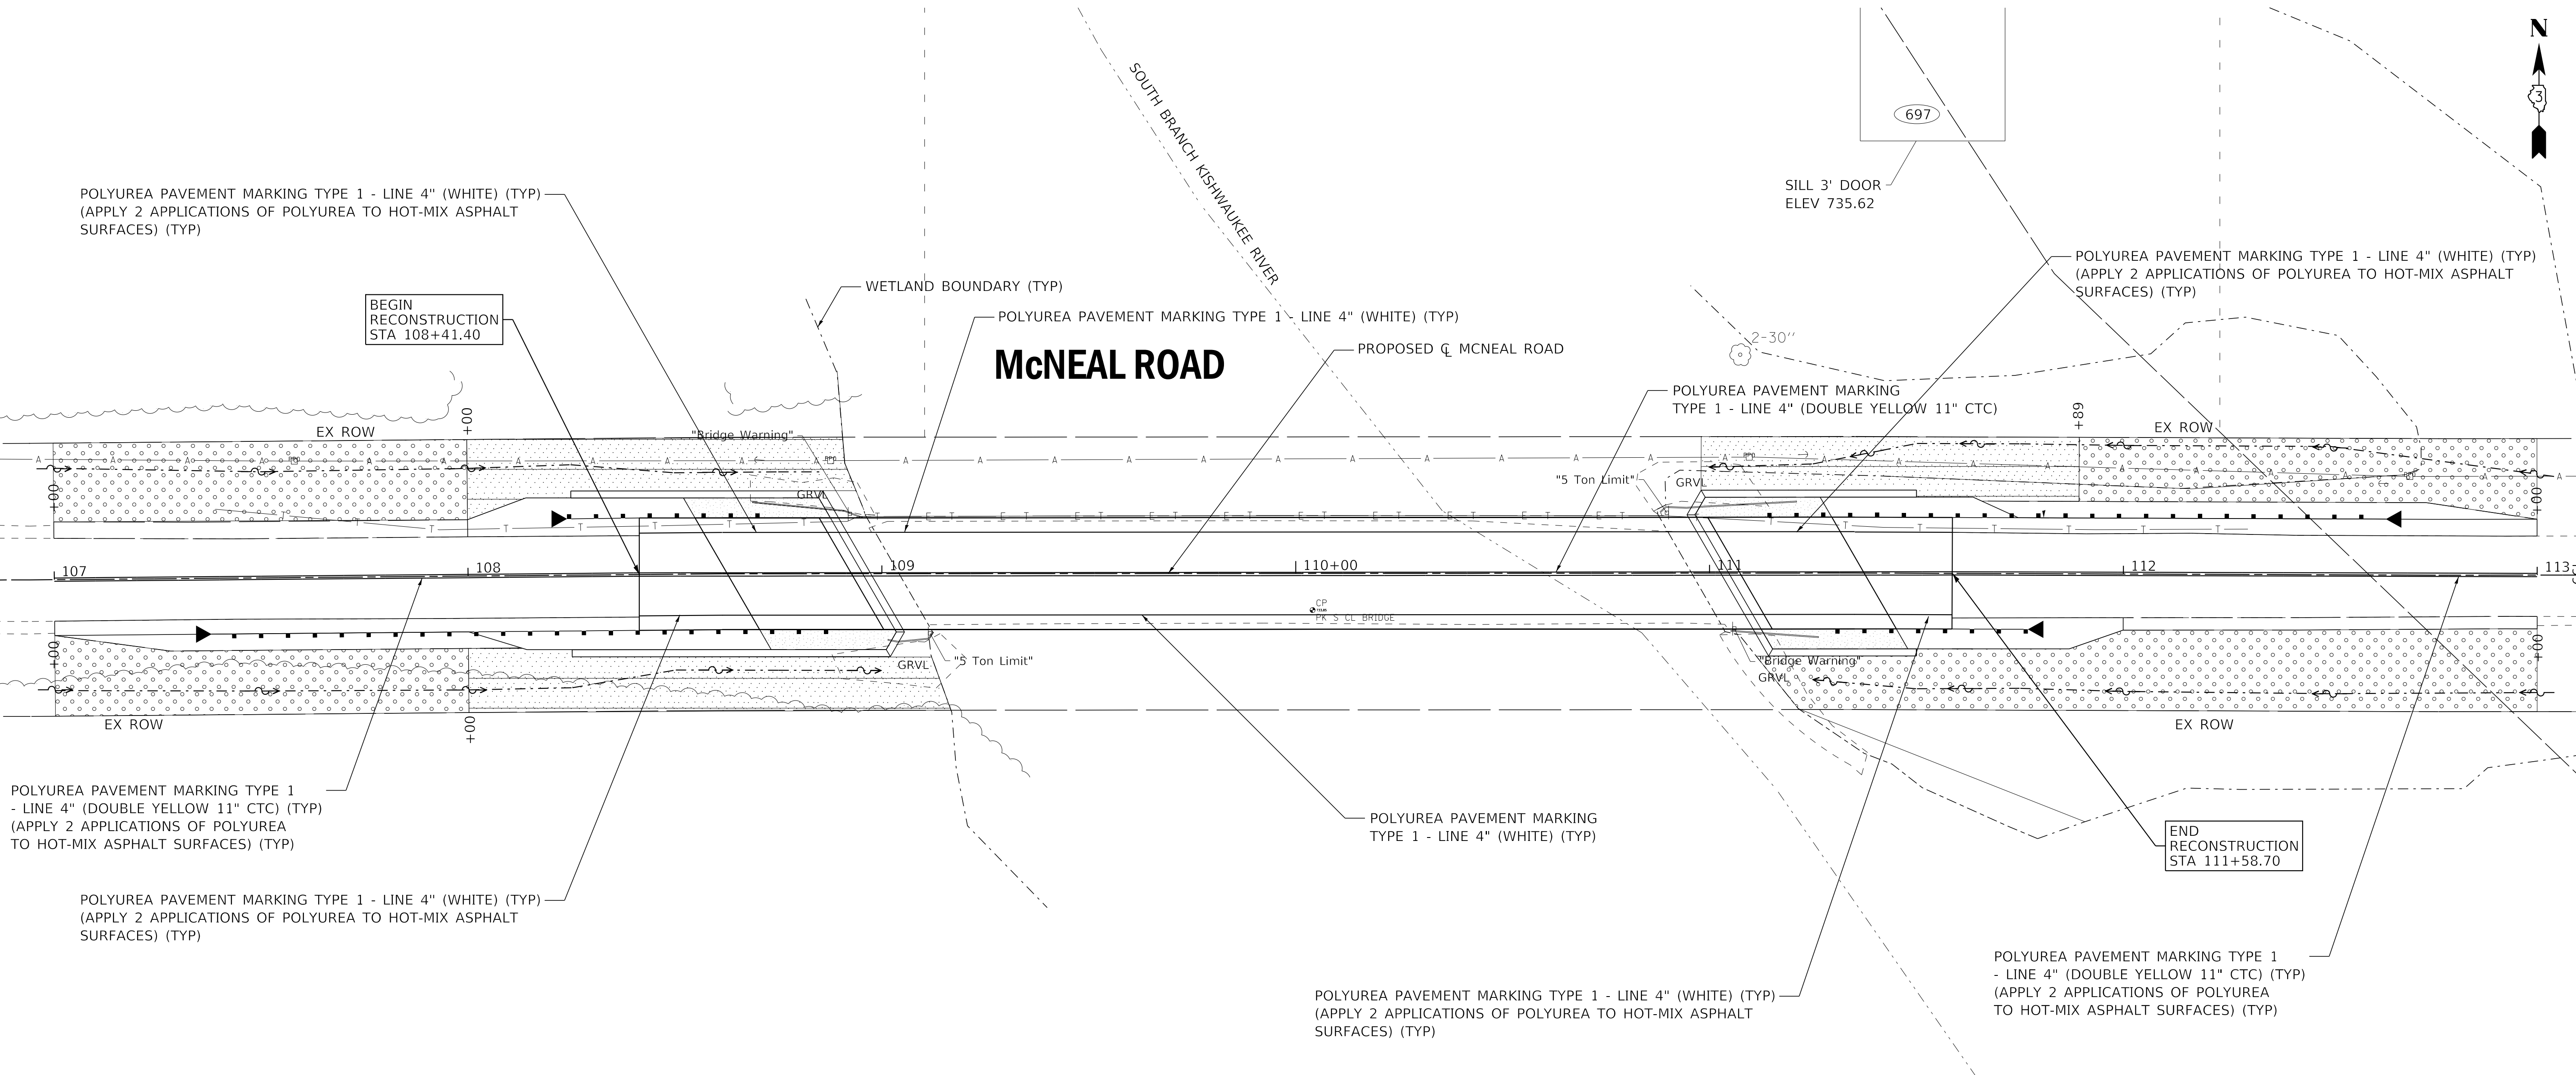 N
3
697
SILL 3' DOOR
ELEV 735.62
SOUTH BRANCH KISHWAUKEE RIVER
POLYUREA PAVEMENT MARKING TYPE 1 - LINE 4" (WHITE) (TYP)
(APPLY 2 APPLICATIONS OF POLYUREA TO HOT-MIX ASPHALT
SURFACES) (TYP)
POLYUREA PAVEMENT MARKING TYPE 1 - LINE 4" (WHITE) (TYP)
(APPLY 2 APPLICATIONS OF POLYUREA TO HOT-MIX ASPHALT
SURFACES) (TYP)
BEGIN
RECONSTRUCTION
STA 108+41.40
WETLAND BOUNDARY (TYP)
POLYUREA PAVEMENT MARKING TYPE 1 - LINE 4" (WHITE) (TYP)
McNEAL ROAD
PROPOSED ℄ MCNEAL ROAD
2-30''
POLYUREA PAVEMENT MARKING
TYPE 1 - LINE 4" (DOUBLE YELLOW 11" CTC)
+00
+89
EX ROW
"Bridge Warning"
EX ROW
A A A A A A A A A A A A A A A A A A A A A
"5 Ton Limit"
GRVL
GRVL
+00
+00
T T T T T T T T
E T E T E T E T E T E T E T E T E T E T
T T T T T T T
107
108
109
110+00
111
112
113
CP
PK S CL BRIDGE
+00
+00
"5 Ton Limit"
GRVL
"Bridge Warning"
GRVL
EX ROW
+00
EX ROW
POLYUREA PAVEMENT MARKING TYPE 1
- LINE 4" (DOUBLE YELLOW 11" CTC) (TYP)
(APPLY 2 APPLICATIONS OF POLYUREA
TO HOT-MIX ASPHALT SURFACES) (TYP)
POLYUREA PAVEMENT MARKING
TYPE 1 - LINE 4" (WHITE) (TYP)
END
RECONSTRUCTION
STA 111+58.70
POLYUREA PAVEMENT MARKING TYPE 1 - LINE 4" (WHITE) (TYP)
(APPLY 2 APPLICATIONS OF POLYUREA TO HOT-MIX ASPHALT
SURFACES) (TYP)
POLYUREA PAVEMENT MARKING TYPE 1 - LINE 4" (WHITE) (TYP)
(APPLY 2 APPLICATIONS OF POLYUREA TO HOT-MIX ASPHALT
SURFACES) (TYP)
POLYUREA PAVEMENT MARKING TYPE 1
- LINE 4" (DOUBLE YELLOW 11" CTC) (TYP)
(APPLY 2 APPLICATIONS OF POLYUREA
TO HOT-MIX ASPHALT SURFACES) (TYP)